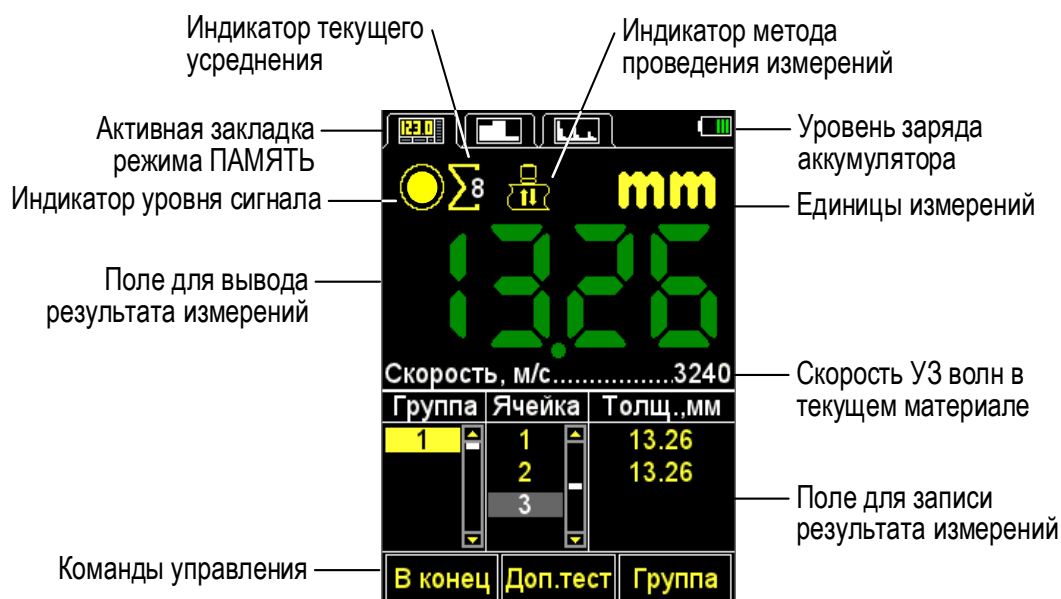 Индикатор текущего
усреднения
Индикатор метода
проведения измерений
Активная закладка
режима ПАМЯТЬ
Уровень заряда
аккумулятора
123.0
Индикатор уровня сигнала
8
mm
Единицы измерений
Поле для вывода
результата измерений
13.26
Скорость, м/с..................3240
Скорость УЗ волн в
текущем материале
Группа Ячейка Толщ.,мм
1 1 13.26
2 13.26
3
Поле для записи
результата измерений
Команды управления
В конец Доп.тест Группа